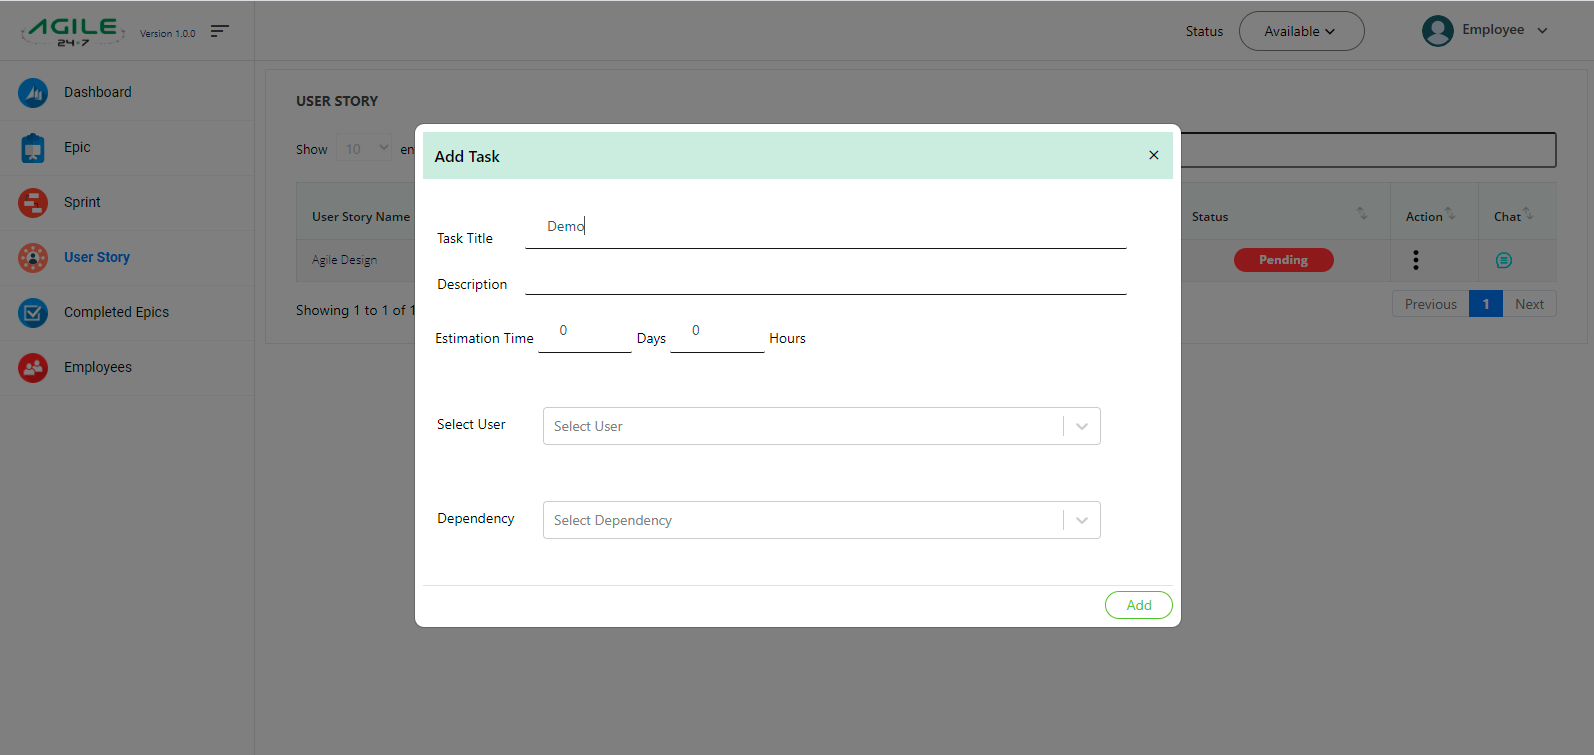 AGILE
24*7
Version 1.0.0
Status
Available
Employee
Dashboard
Epic
Sprint
User Story
Completed Epics
Employees
USER STORY
Show 10 en
User Story Name
Status
Action
Chat
Agile Design
Pending
Showing 1 to 1 of 1
Previous 1 Next
Add Task
×
Task Title Demo
Description
Estimation Time 0 Days 0 Hours
Select User Select User
Dependency Select Dependency
Add